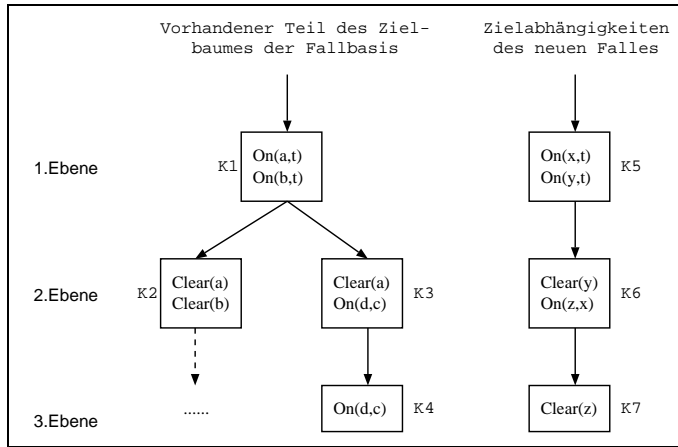 Vorhandener Teil des Ziel-
baumes der Fallbasis
Zielabhängigkeiten
des neuen Falles
1.Ebene
K1
On(a,t)
On(b,t)
On(x,t)
On(y,t)
K5
2.Ebene
K2
Clear(a)
Clear(b)
Clear(a)
On(d,c)
K3
Clear(y)
On(z,x)
K6
3.Ebene
......
On(d,c)
K4
Clear(z)
K7